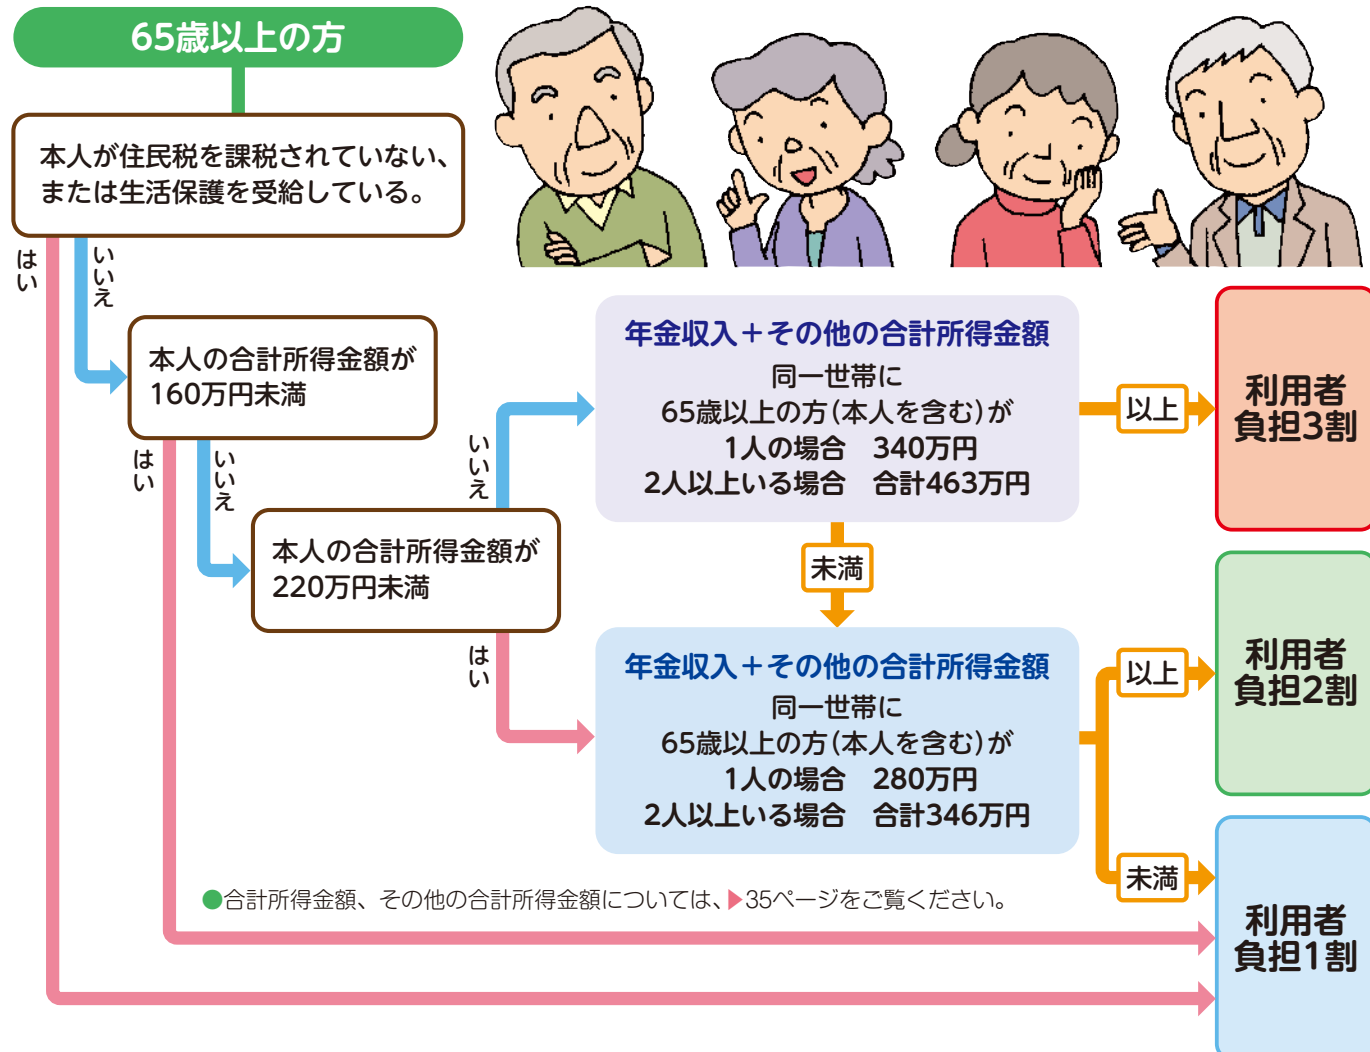 65歳以上の方
本人が住民税を課税されていない、
または生活保護を受給している。
はい
いいえ
本人の合計所得金額が
160万円未満
はい
いいえ
本人の合計所得金額が
220万円未満
いいえ
はい
年金収入＋その他の合計所得金額
同一世帯に
65歳以上の方（本人を含む）が
1人の場合　340万円
2人以上いる場合　合計463万円
以上
利用者
負担3割
未満
年金収入＋その他の合計所得金額
同一世帯に
65歳以上の方（本人を含む）が
1人の場合　280万円
2人以上いる場合　合計346万円
以上
利用者
負担2割
未満
利用者
負担1割
●合計所得金額、その他の合計所得金額については、▶35ページをご覧ください。